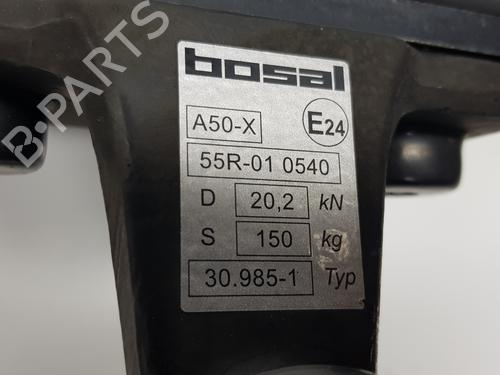 B-PARTS
bosal
A50-X E24
55R-01 0540
D 20,2 kN
S 150 kg
30.985-1 Typ